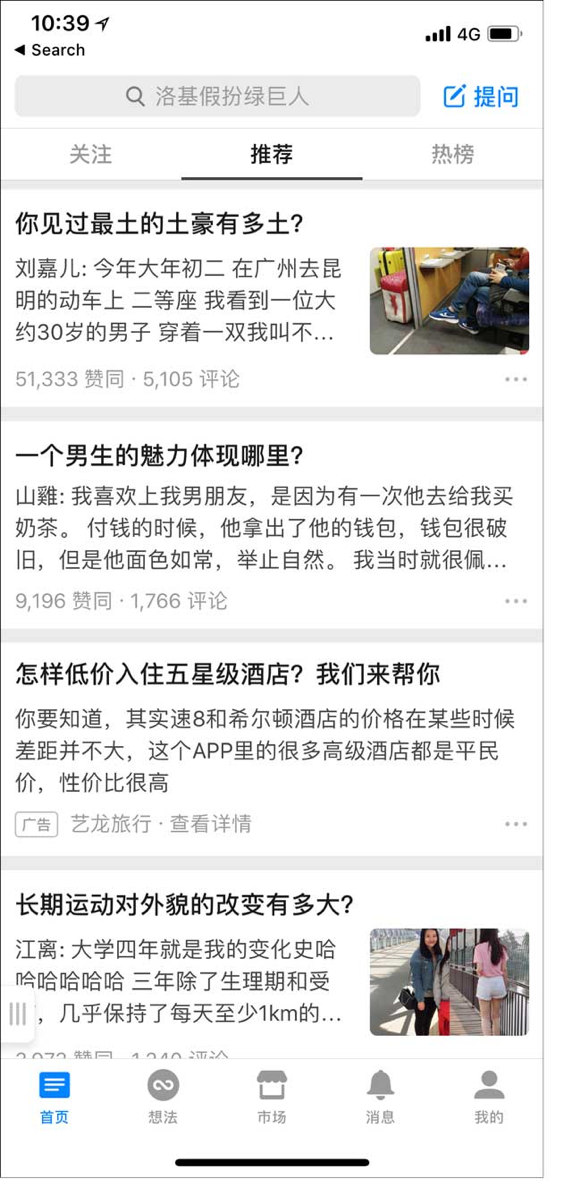 10:39
4G
Search
洛基假扮绿巨人
提问
关注
推荐
热榜
你见过最土的土豪有多土?
刘嘉儿: 今年大年初二 在广州去昆
明的动车上 二等座 我看到一位大
约30岁的男子 穿着一双我叫不...
51,333 赞同 · 5,105 评论
一个男生的魅力体现哪里?
山雞: 我喜欢上我男朋友，是因为有一次他去给我买
奶茶。 付钱的时候，他拿出了他的钱包，钱包很破
旧，但是他面色如常，举止自然。 我当时就很佩...
9,196 赞同 · 1,766 评论
怎样低价入住五星级酒店？我们来帮你
你要知道，其实速8和希尔顿酒店的价格在某些时候
差距并不大，这个APP里的很多高级酒店都是平民
价，性价比很高
广告 艺龙旅行 · 查看详情
长期运动对外貌的改变有多大?
江离: 大学四年就是我的变化史哈
哈哈哈哈哈 三年除了生理期和受
，几乎保持了每天至少1km的...
赞同 · 评论
首页
想法
市场
消息
我的